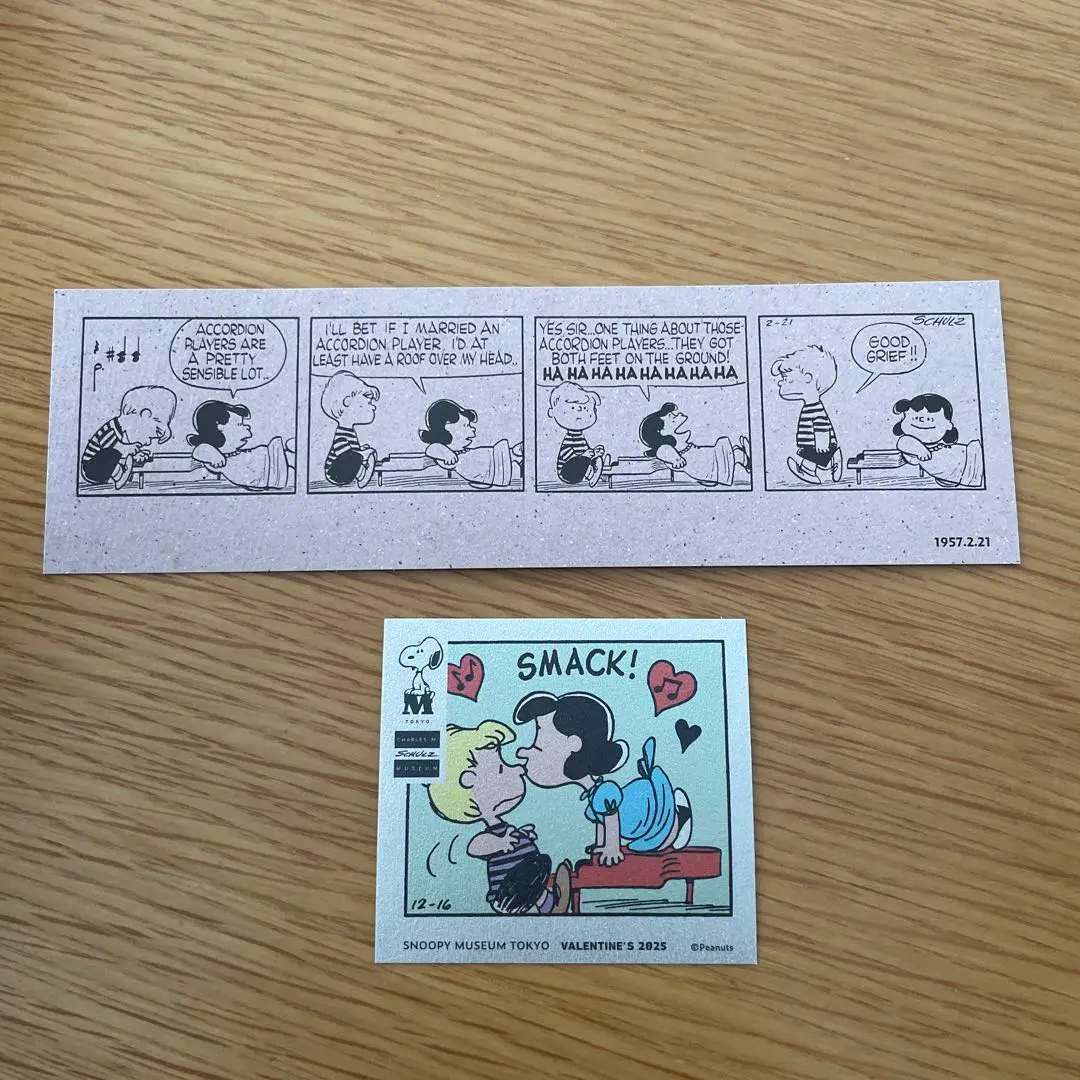 ACCORDION
PLAYERS ARE
A PRETTY
SENSIBLE LOT..
I'LL BET IF I MARRIED AN
ACCORDION PLAYER, I'D AT
LEAST HAVE A ROOF OVER MY HEAD..
YES, SIR...ONE THING ABOUT THOSE
ACCORDION PLAYERS...THEY GOT
BOTH FEET ON THE GROUND!
HA HA HA HA HA HA HA HA
2-21
SCHULZ
GOOD
GRIEF!!
1957.2.21
SMACK!
M
TOKYO
CHARLES M.
SCHULZ
MUSEUM
12-16
SNOOPY MUSEUM TOKYO VALENTINE'S 2025 ©Peanuts